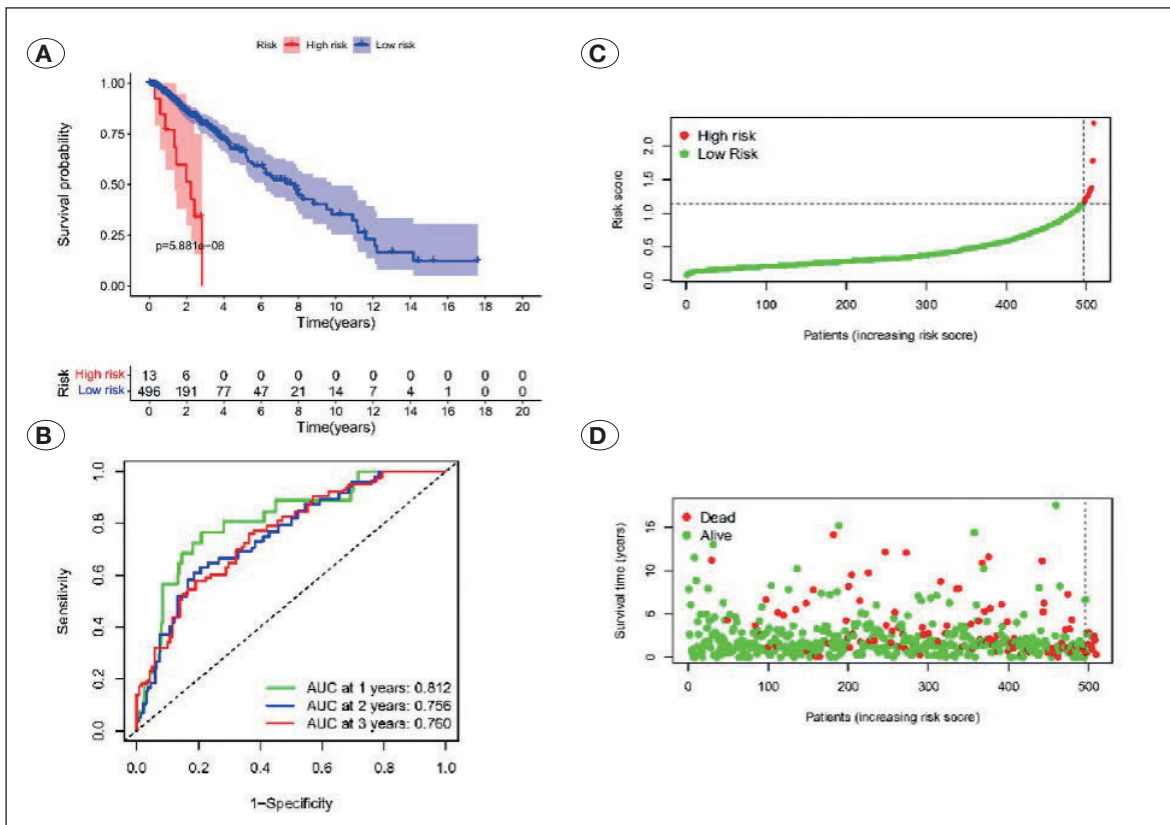 A
Risk High risk Low risk
Survival probability
1.00
0.75
0.50
0.25
0.00
p=5.881e−08
0 2 4 6 8 10 12 14 16 18 20
Time(years)
Risk
High risk 13 6 0 0 0 0 0 0 0 0 0
Low risk 496 191 77 47 21 14 7 4 1 0 0
0 2 4 6 8 10 12 14 16 18 20
Time(years)
B
Sensitivity
1.0
0.8
0.6
0.4
0.2
0.0
AUC at 1 years: 0.812
AUC at 2 years: 0.756
AUC at 3 years: 0.760
0.0 0.2 0.4 0.6 0.8 1.0
1−Specificity
C
High risk
Low Risk
Risk score
2.0
1.5
1.0
0.5
0.0
0 100 200 300 400 500
Patients (increasing risk socre)
D
Dead
Alive
Survival time (years)
15
10
5
0
0 100 200 300 400 500
Patients (increasing risk socre)